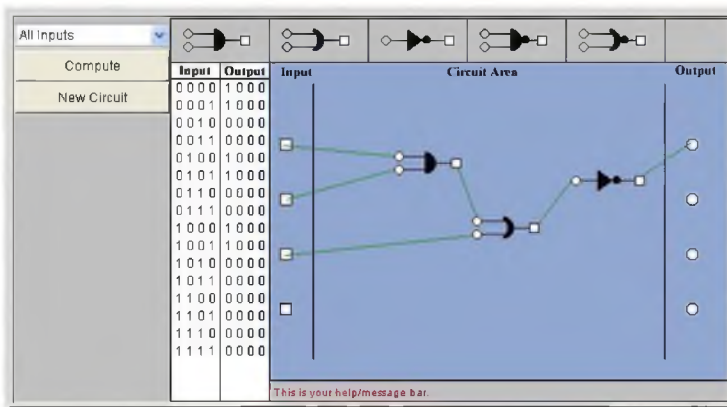 All Inputs
Compute
New Circuit
Input Output
0000 1000
0001 1000
0010 0000
0011 0000
0100 1000
0101 1000
0110 0000
0111 0000
1000 1000
1001 1000
1010 0000
1011 0000
1100 0000
1101 0000
1110 0000
1111 0000
Input Circuit Area Output
This is your help/message bar.